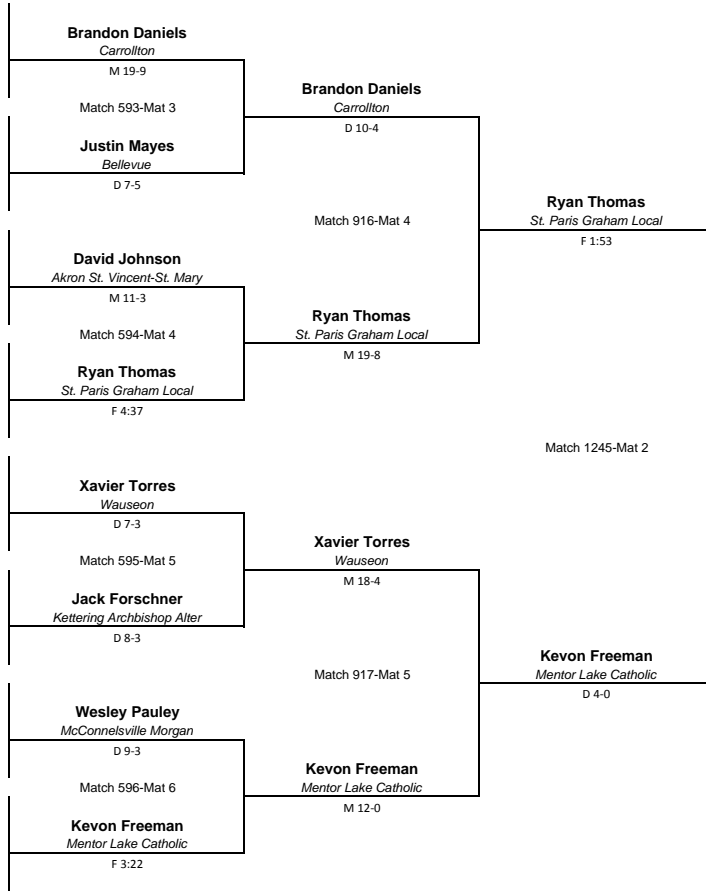 Brandon Daniels
Carrollton
M 19-9
Match 593-Mat 3
Justin Mayes
Bellevue
D 7-5
David Johnson
Akron St. Vincent-St. Mary
M 11-3
Match 594-Mat 4
Ryan Thomas
St. Paris Graham Local
F 4:37
Xavier Torres
Wauseon
D 7-3
Match 595-Mat 5
Jack Forschner
Kettering Archbishop Alter
D 8-3
Wesley Pauley
McConnelsville Morgan
D 9-3
Match 596-Mat 6
Kevon Freeman
Mentor Lake Catholic
F 3:22
Brandon Daniels
Carrollton
D 10-4
Match 916-Mat 4
Ryan Thomas
St. Paris Graham Local
M 19-8
Xavier Torres
Wauseon
M 18-4
Match 917-Mat 5
Kevon Freeman
Mentor Lake Catholic
M 12-0
Ryan Thomas
St. Paris Graham Local
F 1:53
Match 1245-Mat 2
Kevon Freeman
Mentor Lake Catholic
D 4-0